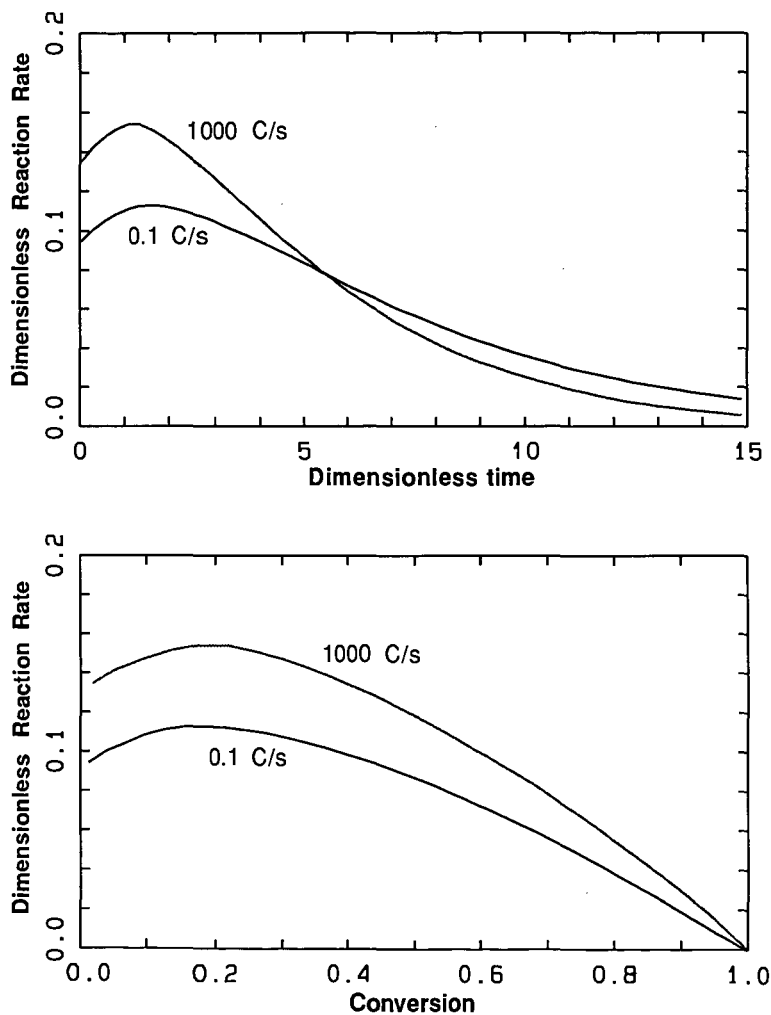 0.2
1000 C/s
0.1
0.1 C/s
0.0
Dimensionless Reaction Rate
0 5 10 15
Dimensionless time
0.2
1000 C/s
0.1
0.1 C/s
0.0
Dimensionless Reaction Rate
0.0 0.2 0.4 0.6 0.8 1.0
Conversion